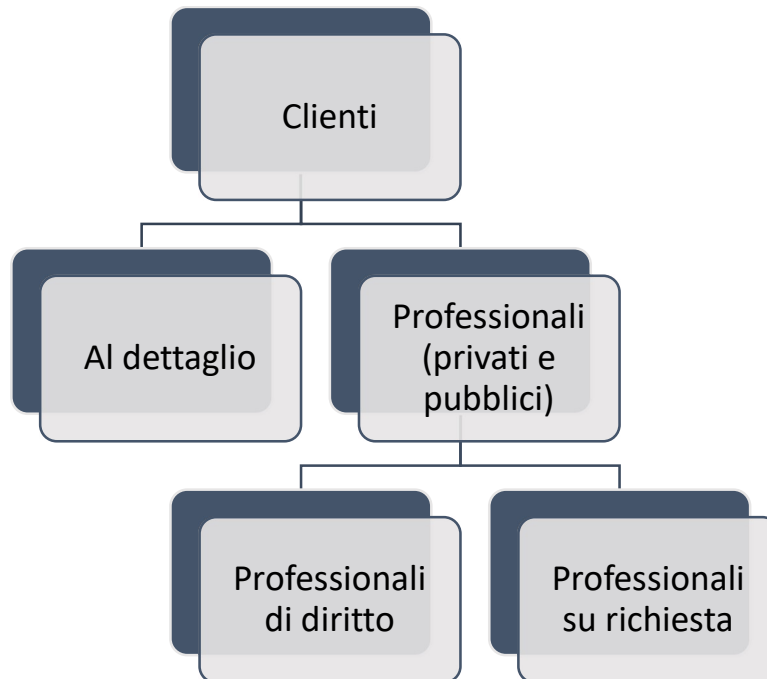 Clienti
Al dettaglio
Professionali
(privati e
pubblici)
Professionali
di diritto
Professionali
su richiesta